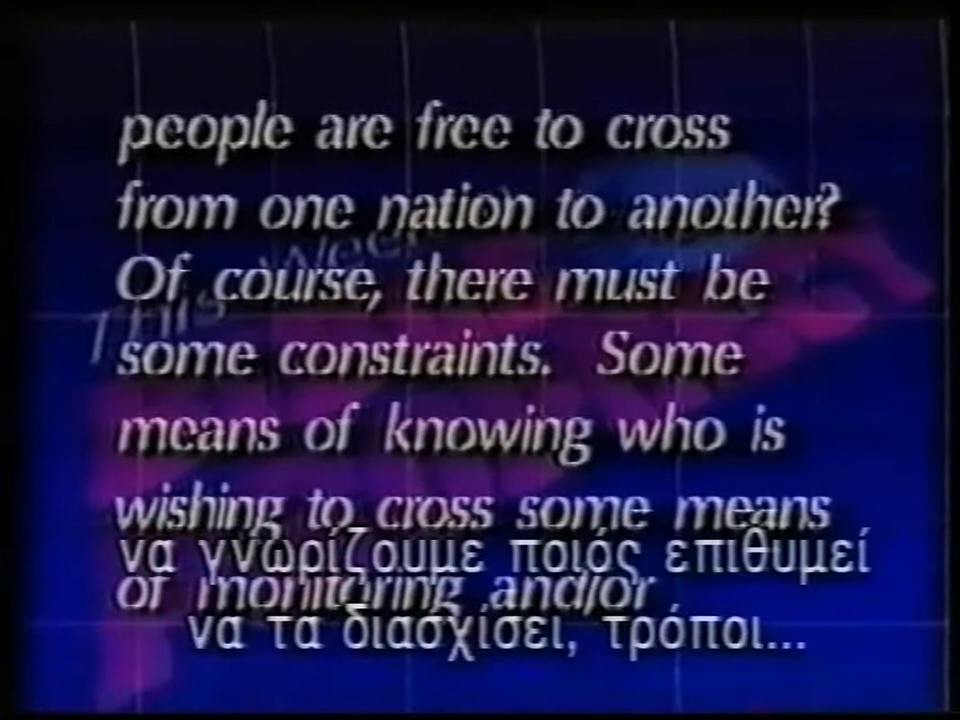 people are free to cross
from one nation to another?
Of course, there must be
some constraints. Some
means of knowing who is
wishing to cross some means
να γνωρίζουμε ποιός επιθυμεί
of monitoring and/or
να τα διασχίσει, τρόποι...
This Week